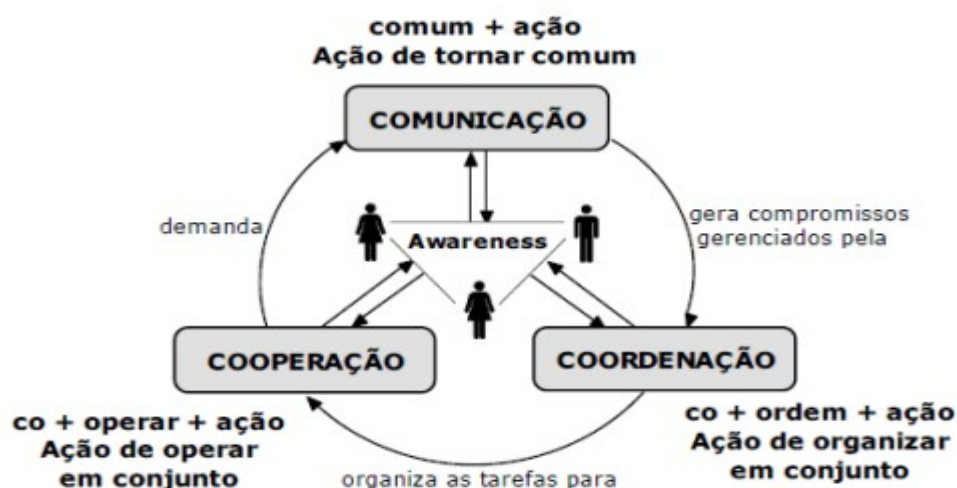 comum + ação
Ação de tornar comum
COMUNICAÇÃO
demanda
gera compromissos
gerenciados pela
Awareness
COOPERAÇÃO
COORDENAÇÃO
co + operar + ação
Ação de operar
em conjunto
co + ordem + ação
Ação de organizar
em conjunto
organiza as tarefas para